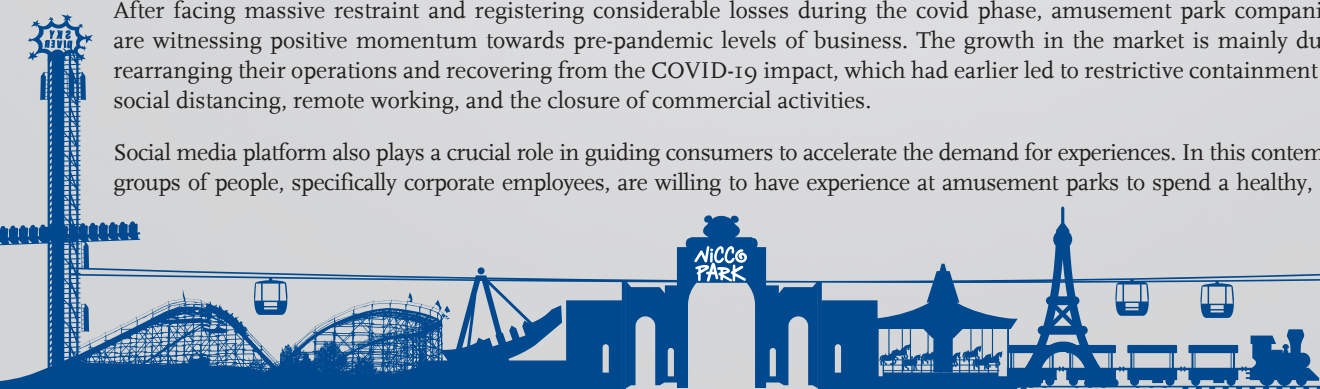 After facing massive restraint and registering considerable losses during the covid phase, amusement park compani
are witnessing positive momentum towards pre-pandemic levels of business. The growth in the market is mainly du
rearranging their operations and recovering from the COVID-19 impact, which had earlier led to restrictive containment
social distancing, remote working, and the closure of commercial activities.
Social media platform also plays a crucial role in guiding consumers to accelerate the demand for experiences. In this contem
groups of people, specifically corporate employees, are willing to have experience at amusement parks to spend a healthy,
SKY
DIVER
NiCCO
PARK